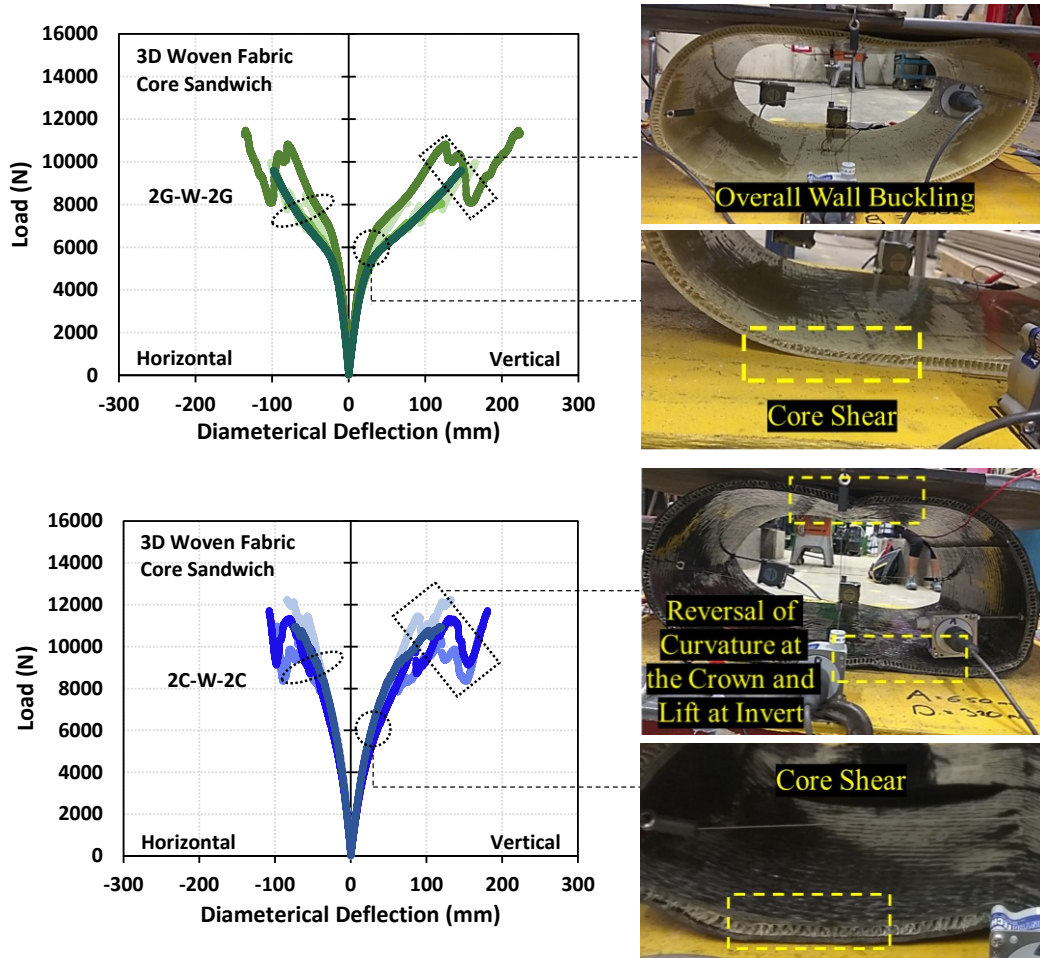 16000
14000
12000
10000
8000
6000
4000
2000
0
Load (N)
3D Woven Fabric
Core Sandwich
2G-W-2G
Horizontal
Vertical
-300
-200
-100
0
100
200
300
Diameterical Deflection (mm)
Overall Wall Buckling
Core Shear
16000
14000
12000
10000
8000
6000
4000
2000
0
Load (N)
3D Woven Fabric
Core Sandwich
2C-W-2C
Horizontal
Vertical
-300
-200
-100
0
100
200
300
Diameterical Deflection (mm)
Reversal of
Curvature at
the Crown and
Lift at Invert
Core Shear